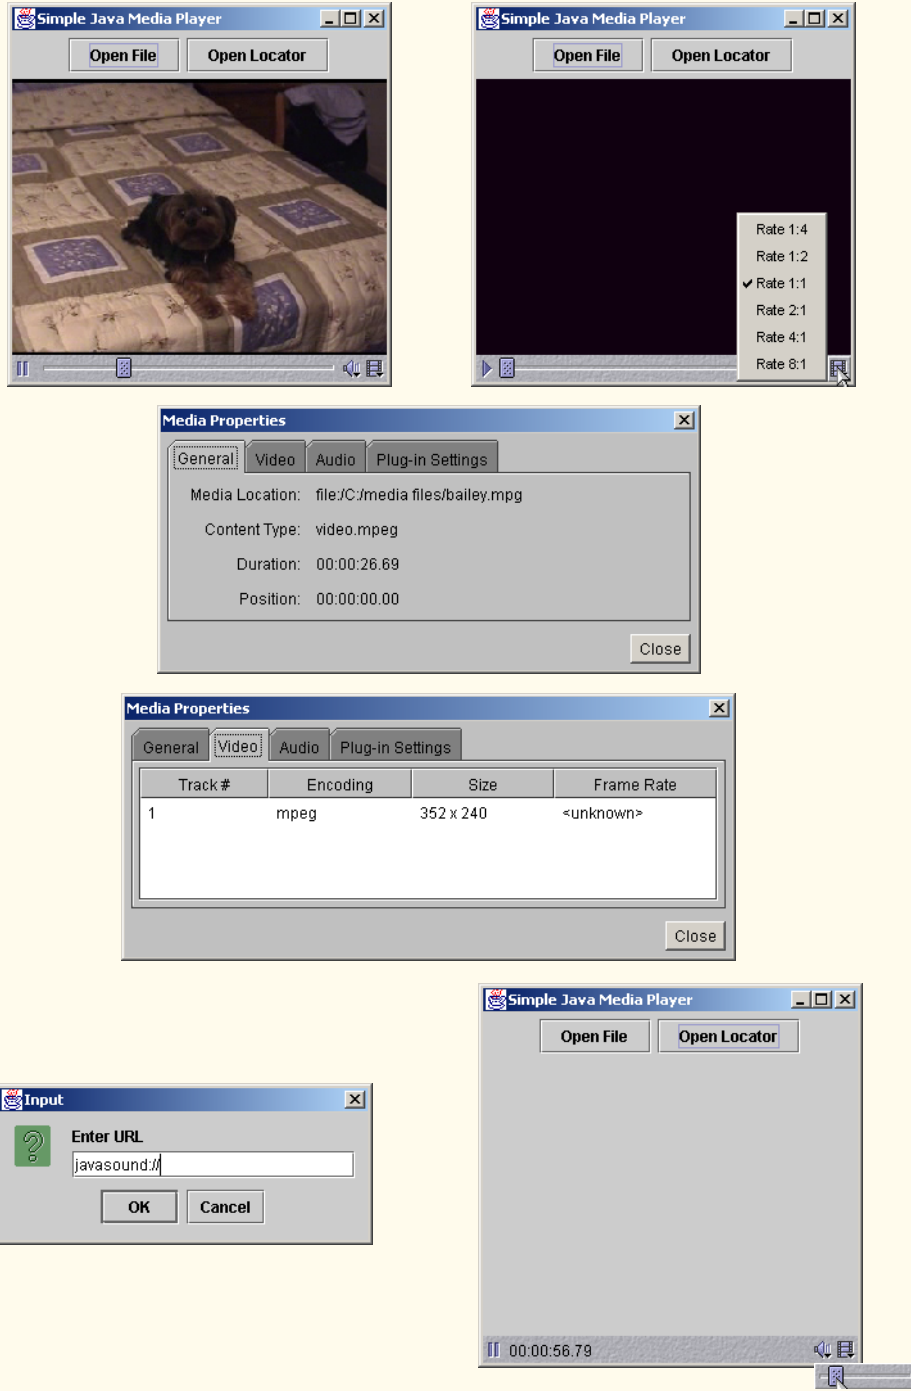 Simple Java Media Player
Open File
Open Locator
Simple Java Media Player
Open File
Open Locator
Rate 1:4
Rate 1:2
Rate 1:1
Rate 2:1
Rate 4:1
Rate 8:1
Media Properties
General Video Audio Plug-in Settings
Media Location: file:/C:/media files/bailey.mpg
Content Type: video.mpeg
Duration: 00:00:26.69
Position: 00:00:00.00
Close
Media Properties
General Video Audio Plug-in Settings
Track # Encoding Size Frame Rate
1 mpeg 352 x 240 <unknown>
Close
Simple Java Media Player
Open File
Open Locator
Input
Enter URL
javasound://
OK
Cancel
00:00:56.79